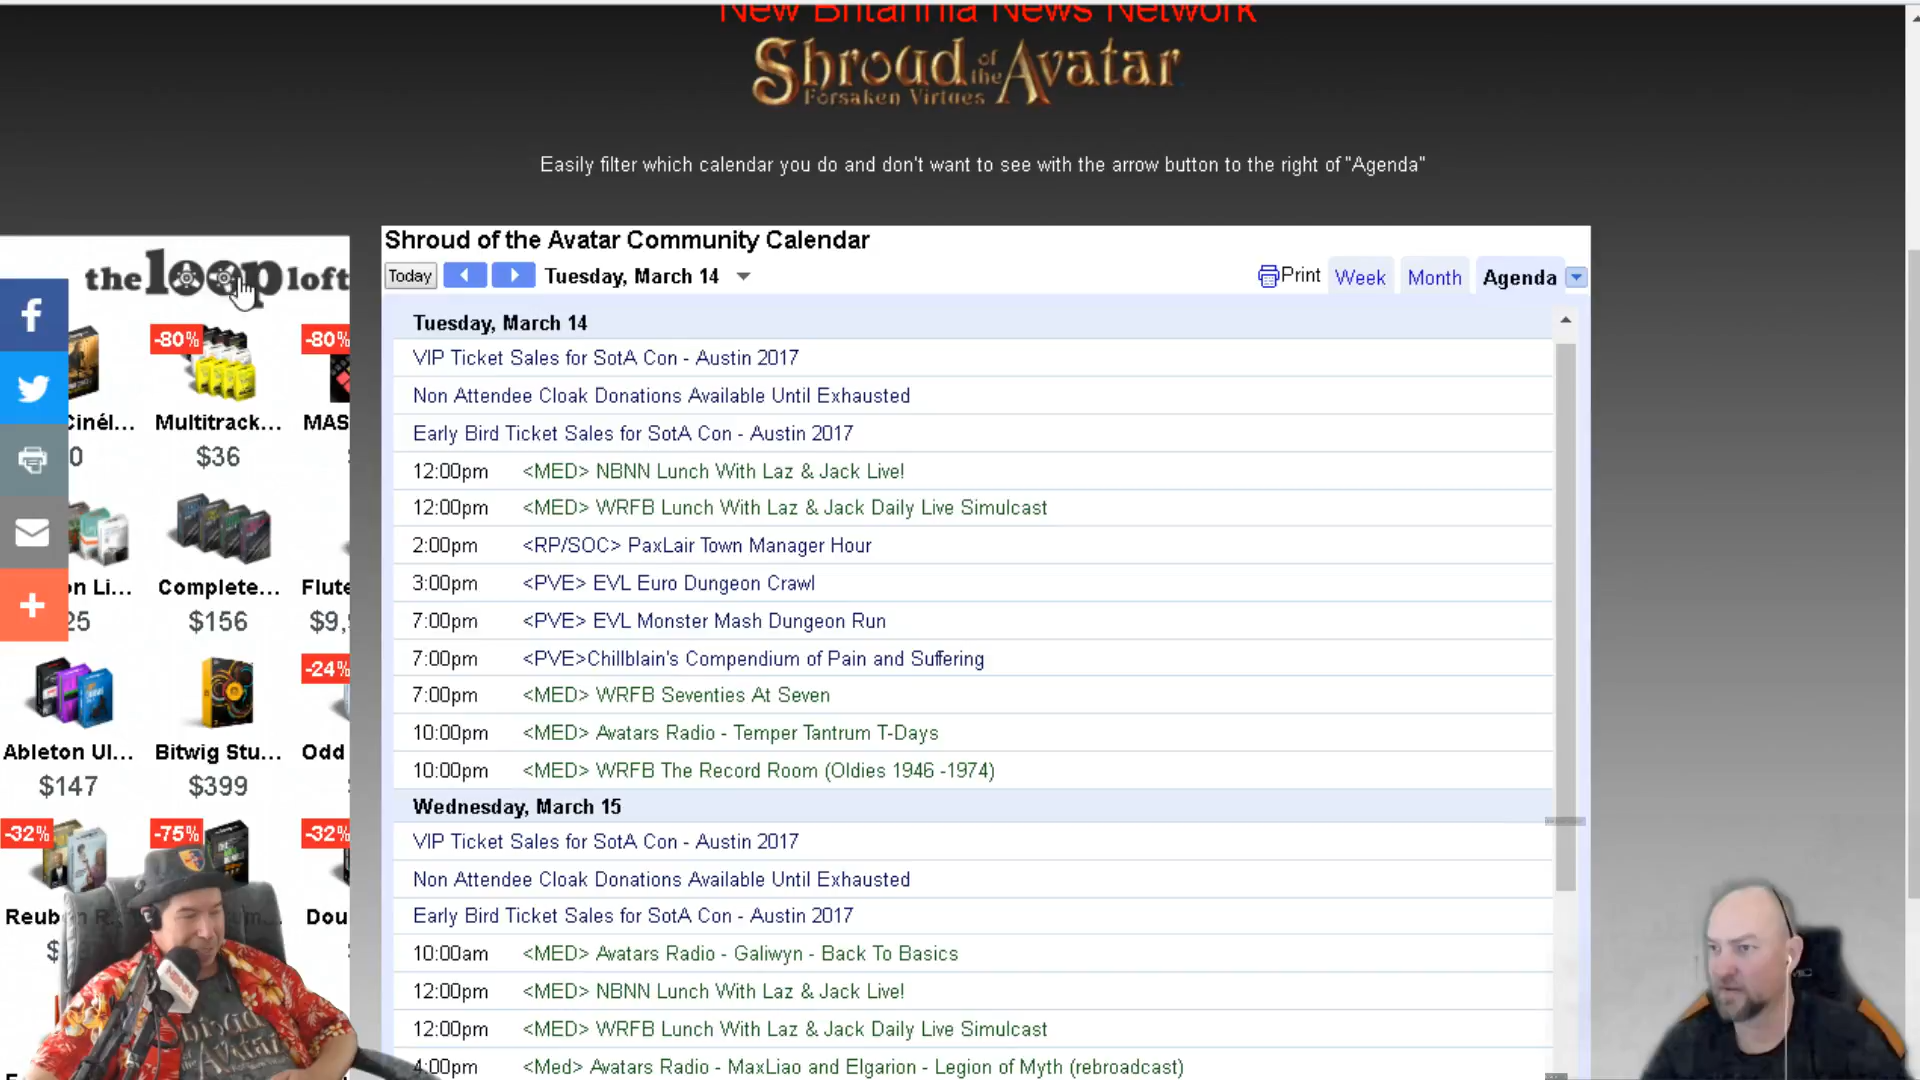 New Britannia News Network
Shroud of the Avatar
Forsaken Virtues
Easily filter which calendar you do and don't want to see with the arrow button to the right of "Agenda"
the loop loft
-80%
-80%
Cinél...
Multitrack...
MAS
0
$36
on Li...
Complete...
Flute
25
$156
$9,
-24%
Ableton Ul...
Bitwig Stu...
Odd
$147
$399
-32%
-75%
-32%
Reub
Dou
$
Shroud of the Avatar Community Calendar
Today Tuesday, March 14 Print Week Month Agenda
Tuesday, March 14
VIP Ticket Sales for SotA Con - Austin 2017
Non Attendee Cloak Donations Available Until Exhausted
Early Bird Ticket Sales for SotA Con - Austin 2017
12:00pm <MED> NBNN Lunch With Laz & Jack Live!
12:00pm <MED> WRFB Lunch With Laz & Jack Daily Live Simulcast
2:00pm <RP/SOC> PaxLair Town Manager Hour
3:00pm <PVE> EVL Euro Dungeon Crawl
7:00pm <PVE> EVL Monster Mash Dungeon Run
7:00pm <PVE>Chillblain's Compendium of Pain and Suffering
7:00pm <MED> WRFB Seventies At Seven
10:00pm <MED> Avatars Radio - Temper Tantrum T-Days
10:00pm <MED> WRFB The Record Room (Oldies 1946 -1974)
Wednesday, March 15
VIP Ticket Sales for SotA Con - Austin 2017
Non Attendee Cloak Donations Available Until Exhausted
Early Bird Ticket Sales for SotA Con - Austin 2017
10:00am <MED> Avatars Radio - Galiwyn - Back To Basics
12:00pm <MED> NBNN Lunch With Laz & Jack Live!
12:00pm <MED> WRFB Lunch With Laz & Jack Daily Live Simulcast
4:00pm <Med> Avatars Radio - MaxLiao and Elgarion - Legion of Myth (rebroadcast)